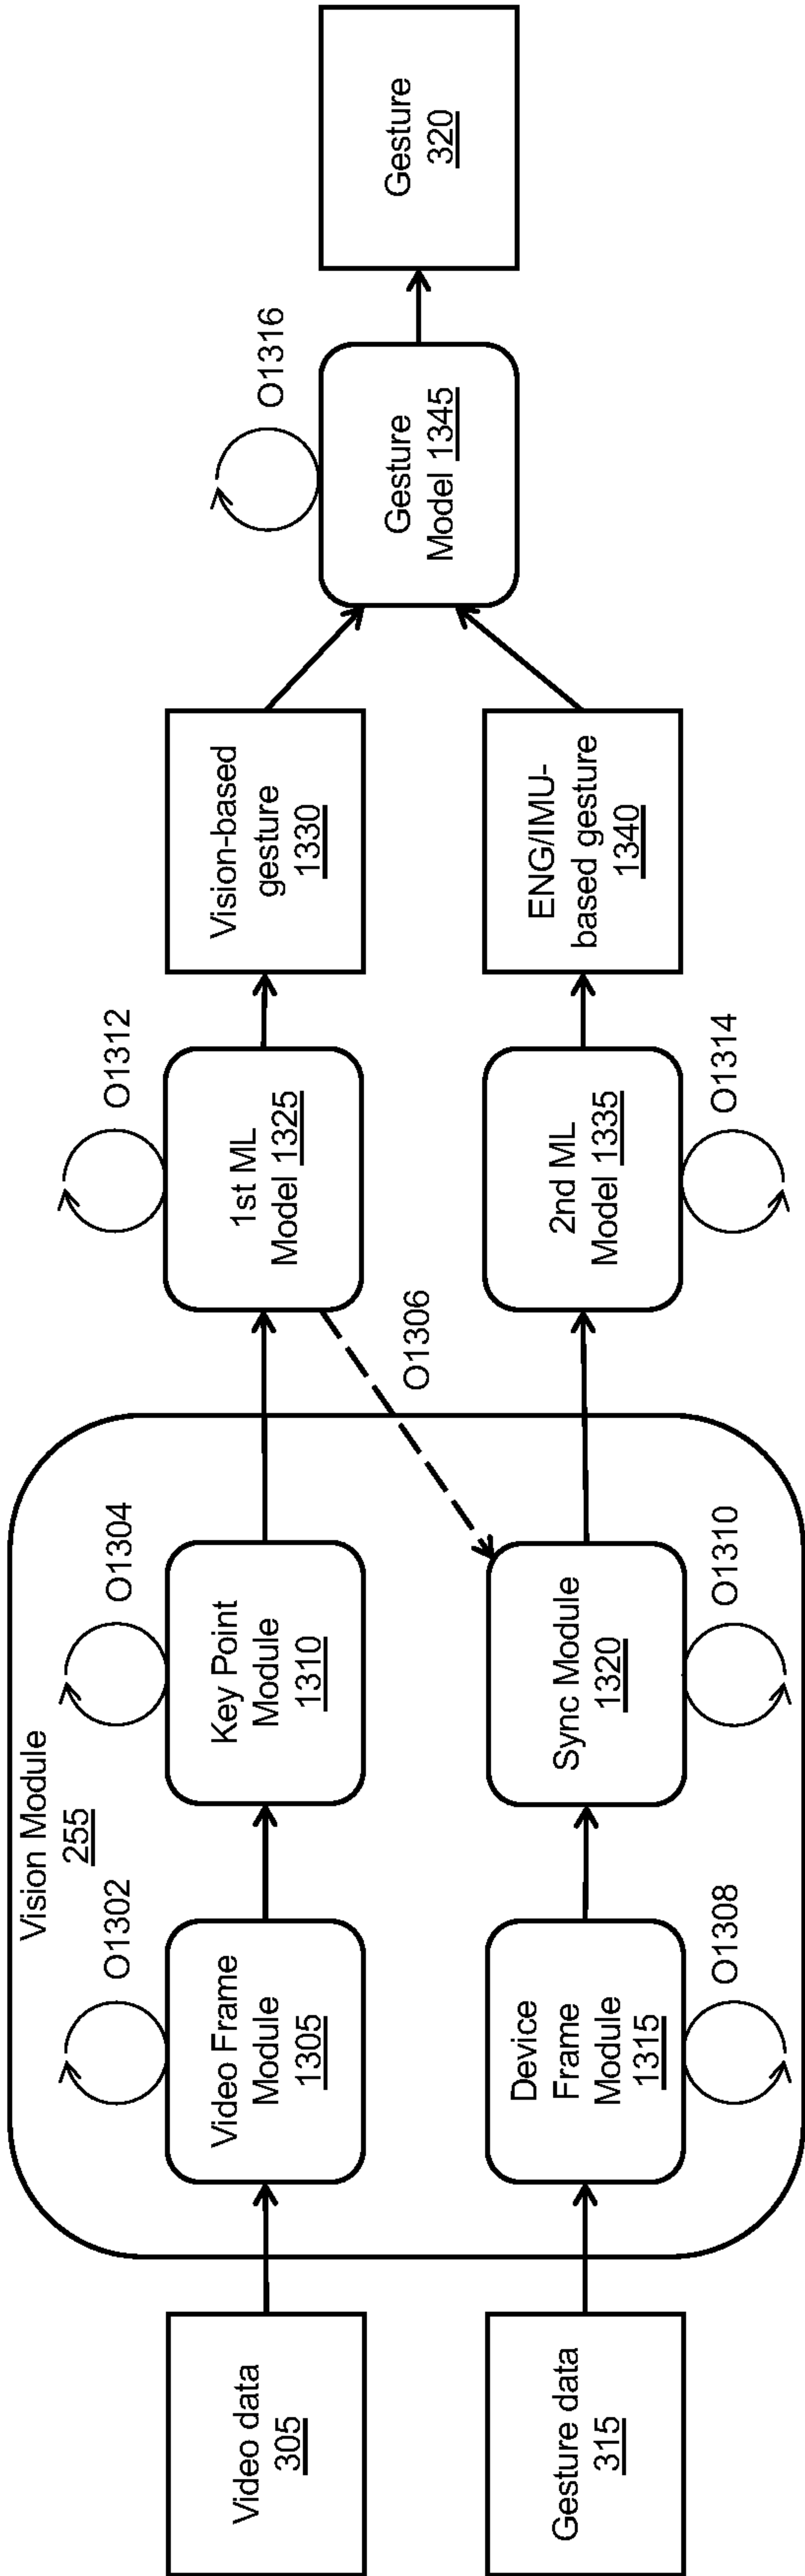 Vision Module
255
O1302
O1304
O1312
O1316
Video data
305
Video Frame
Module
1305
Key Point
Module
1310
1st ML
Model 1325
Vision-based
gesture
1330
O1306
Gesture
Model 1345
Gesture
320
Gesture data
315
Device
Frame
Module
1315
Sync Module
1320
2nd ML
Model 1335
ENG/IMU-
based gesture
1340
O1308
O1310
O1314